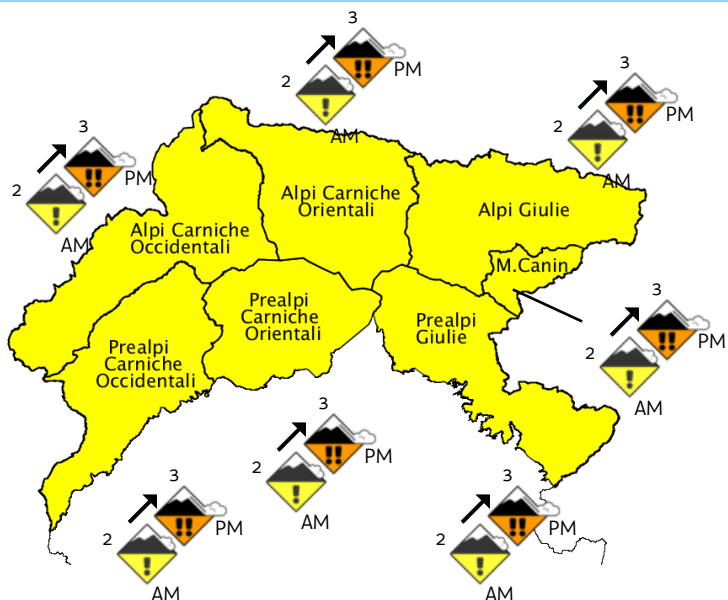 3
2
PM
AM
3
2
PM
AM
3
2
PM
AM
Alpi Carniche
Orientali
Alpi Giulie
Alpi Carniche
Occidentali
M.Canin
Prealpi
Carniche
Orientali
Prealpi
Giulie
3
2
PM
AM
Prealpi
Carniche
Occidentali
3
2
PM
AM
3
2
PM
AM
3
2
PM
AM